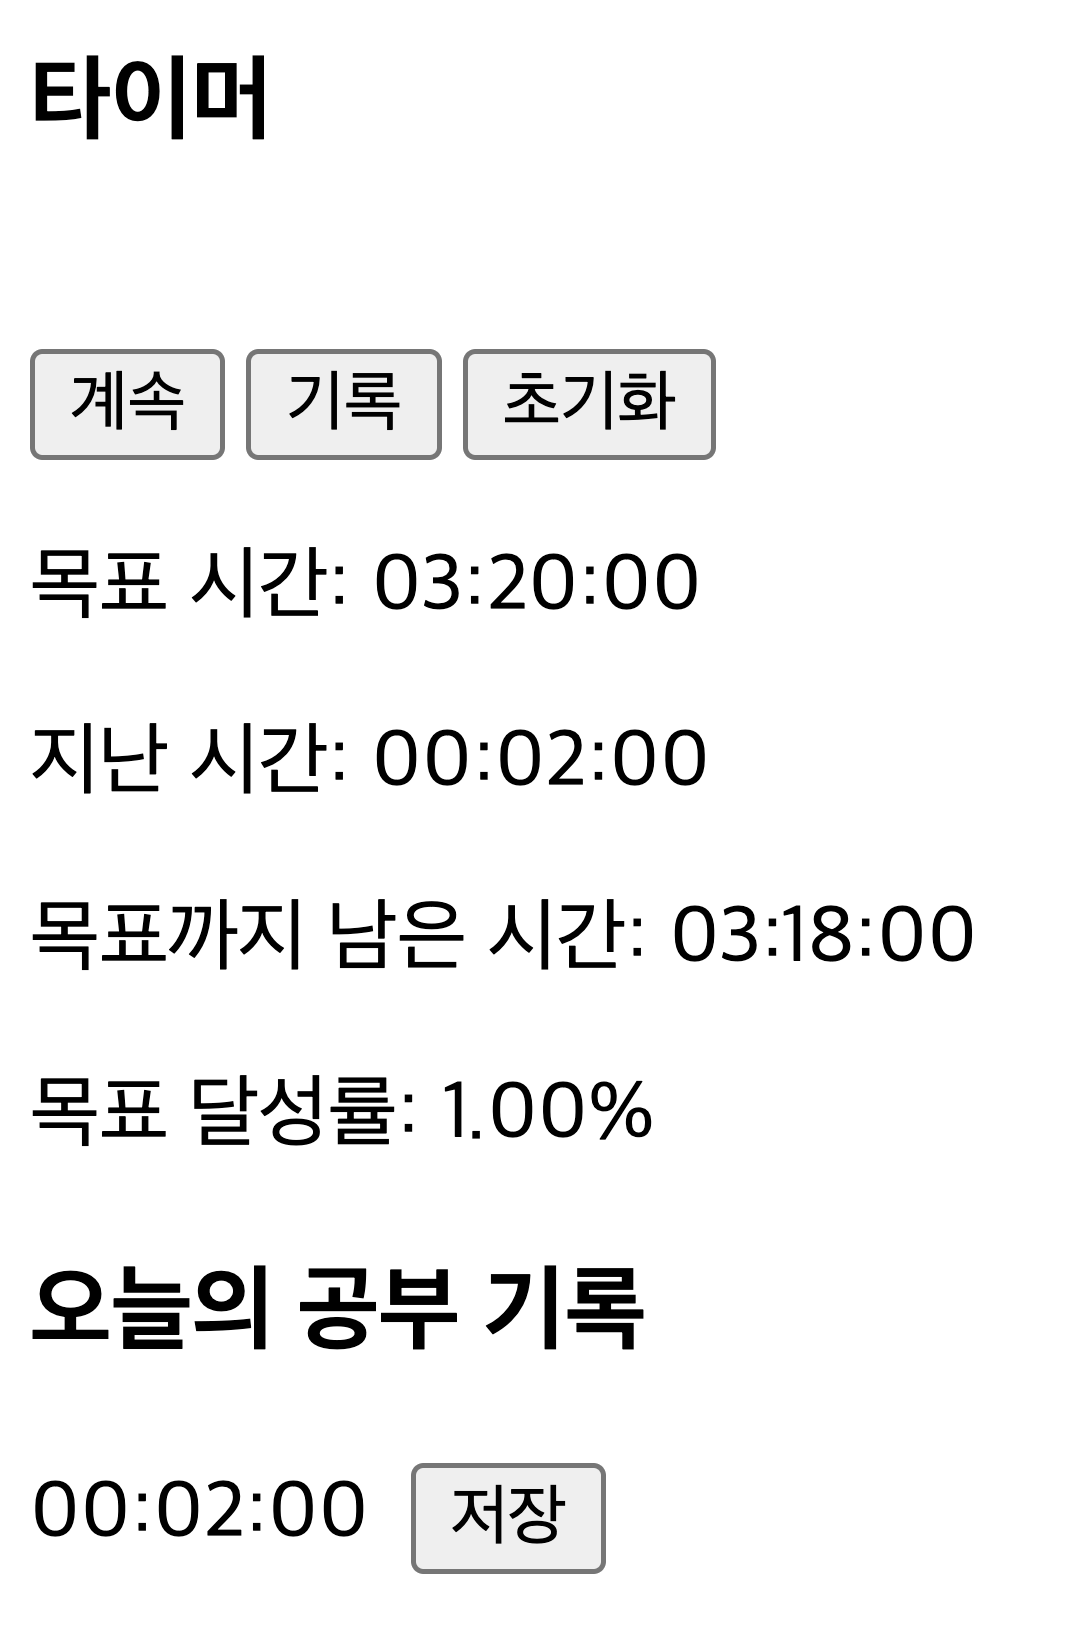 타이머
계속 기록 초기화
목표 시간: 03:20:00
지난 시간: 00:02:00
목표까지 남은 시간: 03:18:00
목표 달성률: 1.00%
오늘의 공부 기록
00:02:00 저장